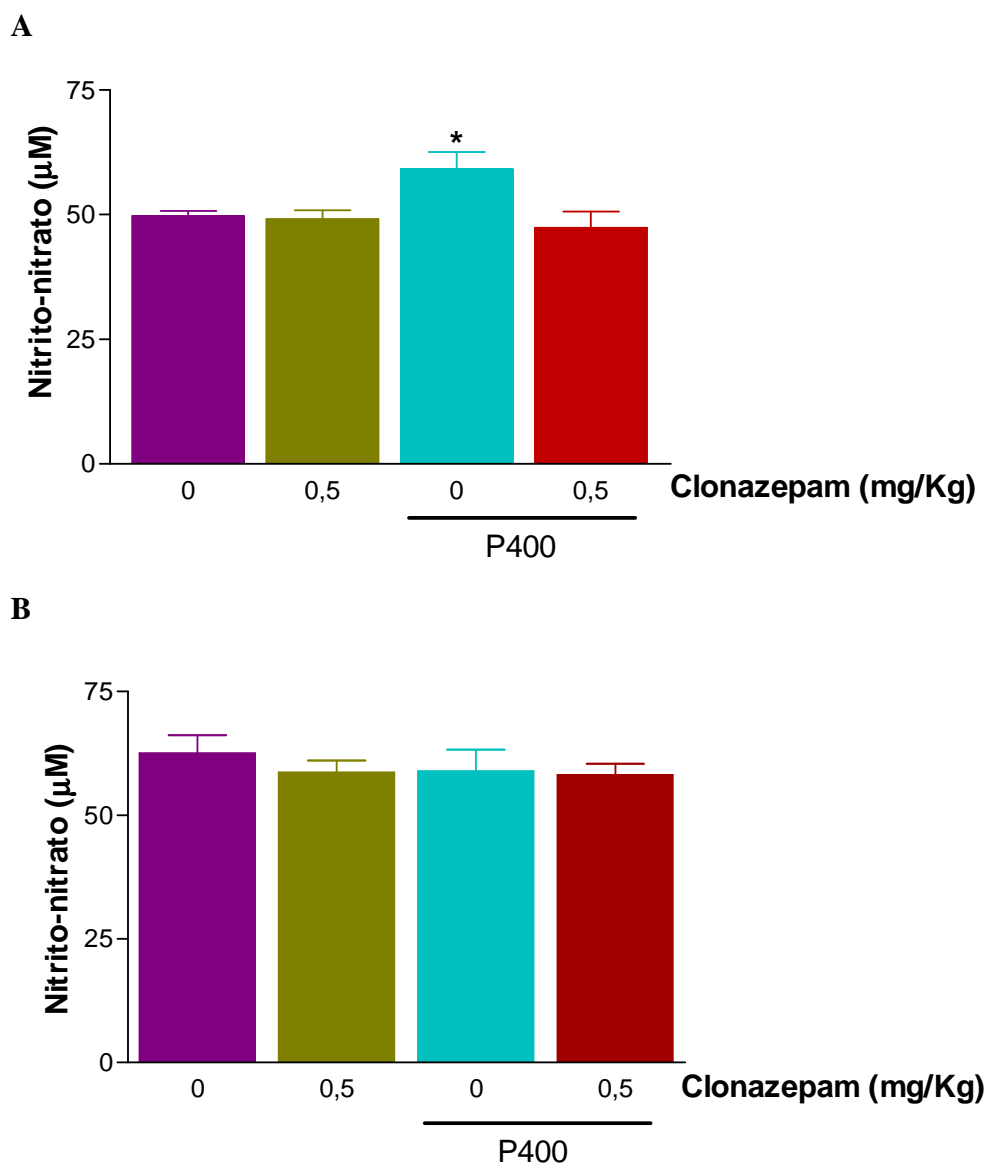 A
Nitrito-nitrato (μM)
75
50
25
0
*
0 0,5 0 0,5 Clonazepam (mg/Kg)
P400
B
Nitrito-nitrato (μM)
75
50
25
0
0 0,5 0 0,5 Clonazepam (mg/Kg)
P400